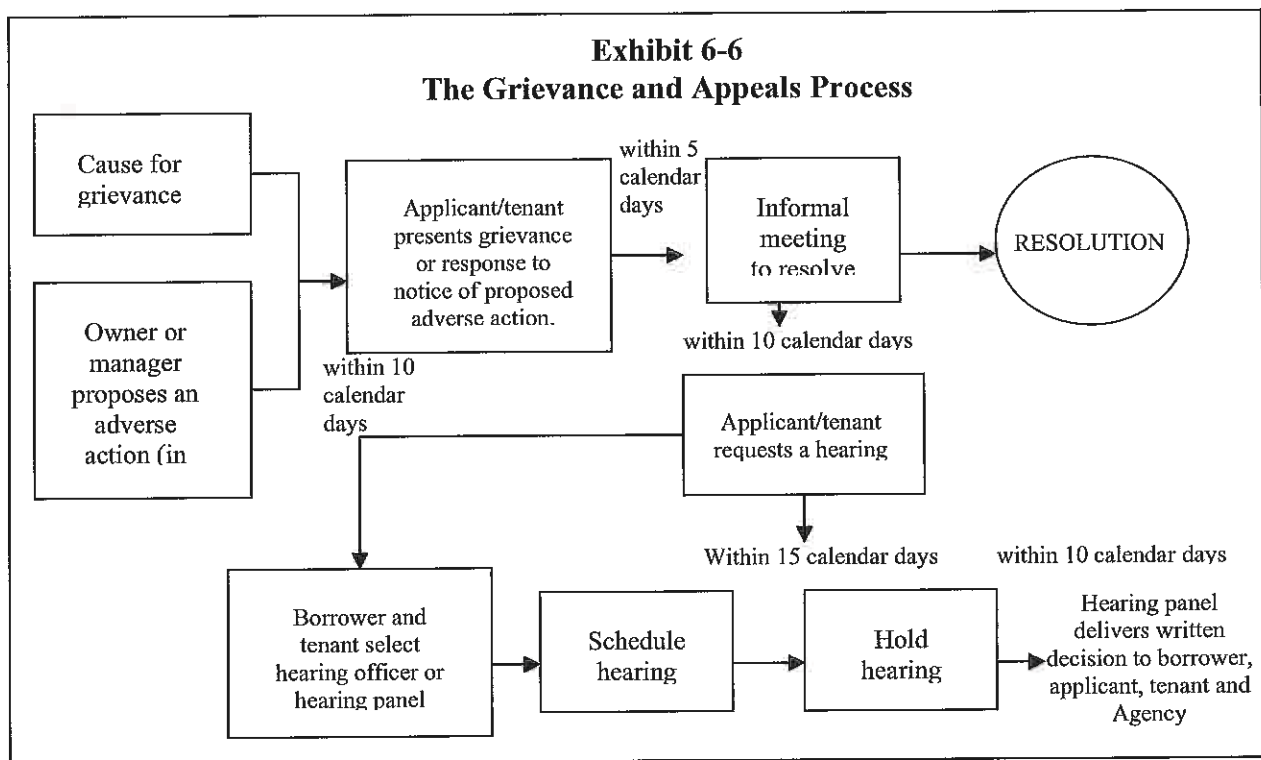 Exhibit 6-6
The Grievance and Appeals Process
Cause for
grievance
Owner or
manager
proposes an
adverse
action (in
within 10
calendar
days
Applicant/tenant
presents grievance
or response to
notice of proposed
adverse action.
within 5
calendar
days
Informal
meeting
to resolve
RESOLUTION
within 10 calendar days
Applicant/tenant
requests a hearing
Within 15 calendar days
within 10 calendar days
Borrower and
tenant select
hearing officer or
hearing panel
Schedule
hearing
Hold
hearing
Hearing panel
delivers written
decision to borrower,
applicant, tenant and
Agency